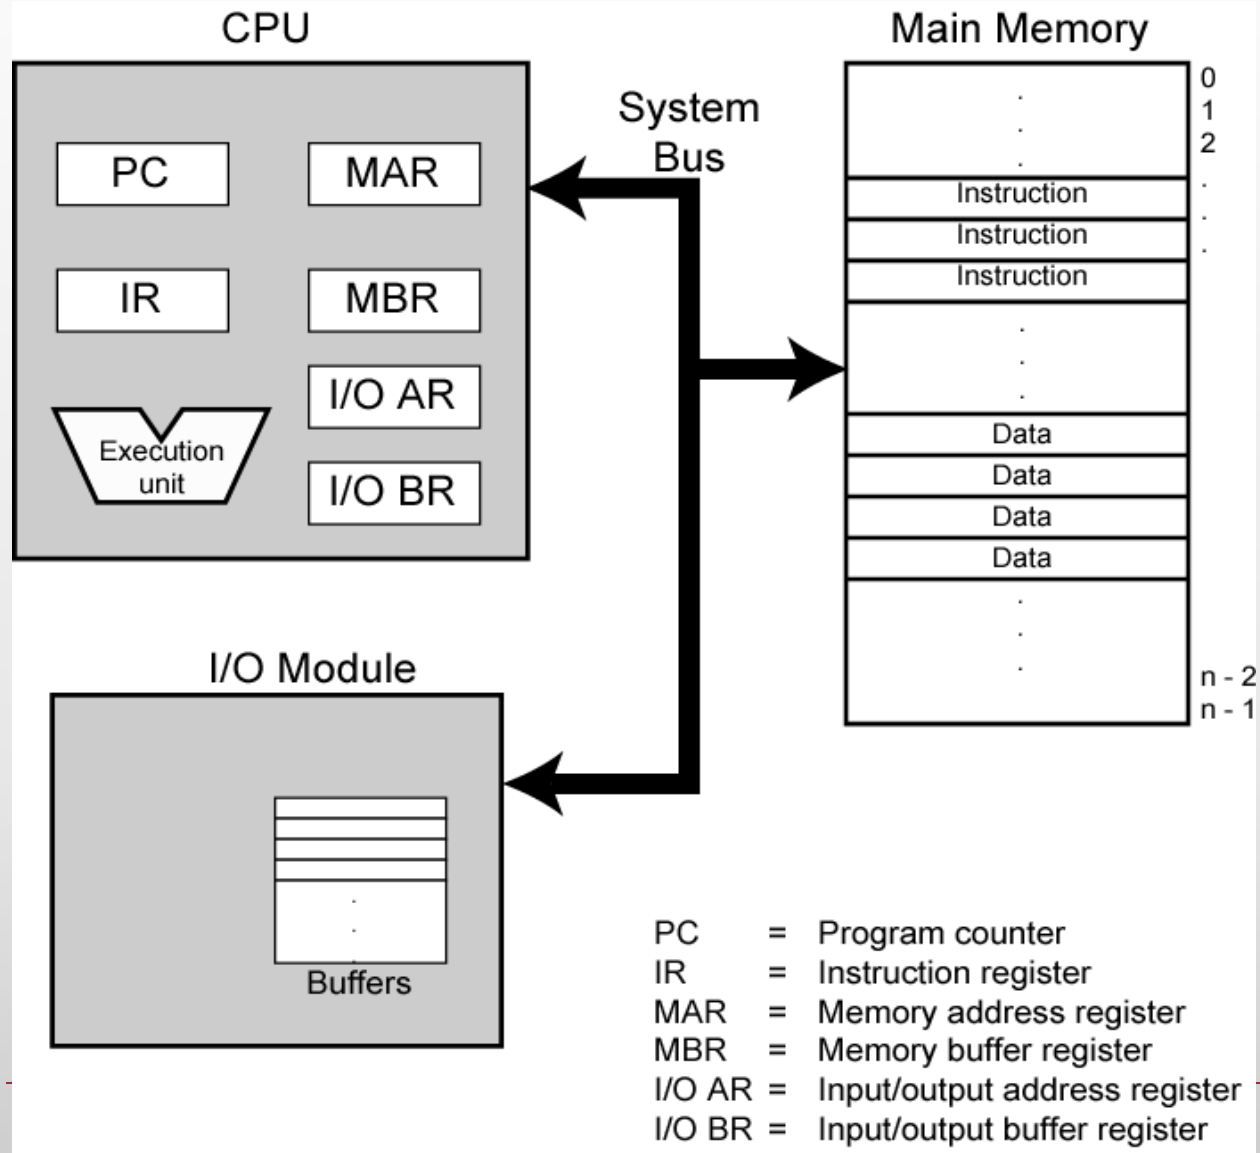 CPU
PC
MAR
IR
MBR
I/O AR
I/O BR
Execution
unit
System
Bus
Main Memory
0
1
2
.
.
.
.
.
.
Instruction
Instruction
Instruction
.
.
.
Data
Data
Data
Data
.
.
.
n - 2
n - 1
I/O Module
.
.
.
Buffers
PC = Program counter
IR = Instruction register
MAR = Memory address register
MBR = Memory buffer register
I/O AR = Input/output address register
I/O BR = Input/output buffer register